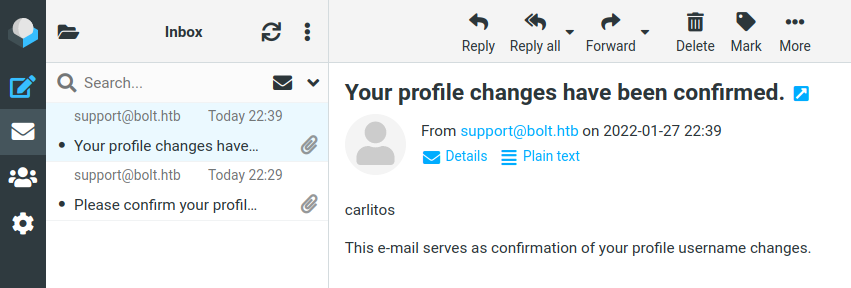 Inbox
Search...
support@bolt.htb Today 22:39
Your profile changes have...
support@bolt.htb Today 22:29
Please confirm your profil...
Reply Reply all Forward Delete Mark More
Your profile changes have been confirmed.
From support@bolt.htb on 2022-01-27 22:39
Details Plain text
carlitos
This e-mail serves as confirmation of your profile username changes.